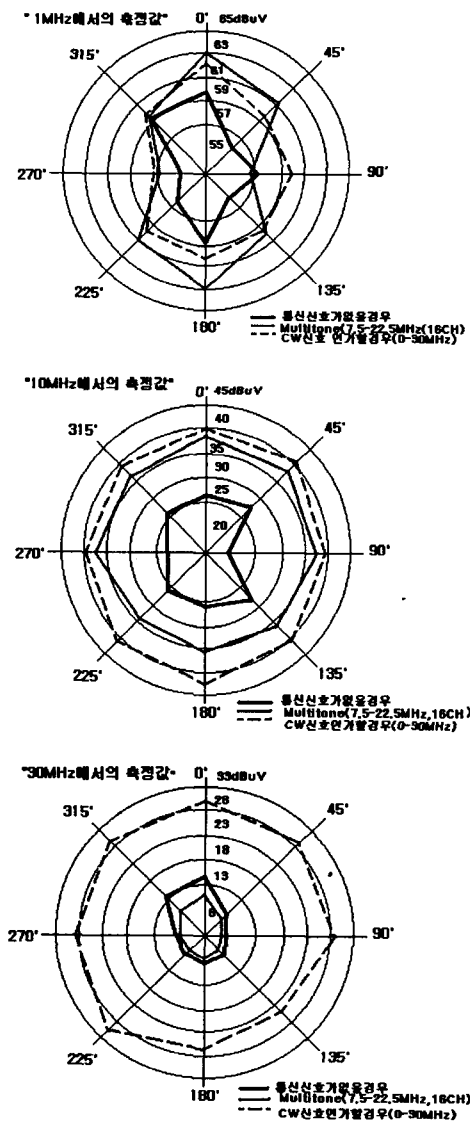 " 1MHz에서의 측정값"
0' 65dBuV
315'
63
45'
61
59
57
55
270'
90'
225'
135'
180'
통신신호가없을경우
Multitone(7,5-22,5MHz(16CH)
CW신호 인가할경우(0-30MHz)
"10MHz에서의 측정값"
0' 45dBuV
315'
40
45'
35
30
25
20
270'
90'
225'
135'
180'
통신신호가없을경우
Multitone(7,5-22,5MHz,16CH)
CW신호인가할경우(0-30MHz)
"30MHz에서의 측정값"
0' 33dBuV
315'
28
45'
23
18
13
8
270'
90'
225'
135'
180'
통신신호가없을경우
Multitone(7,5-22,5MHz,16CH)
CW신호인가할경우(0-30MHz)